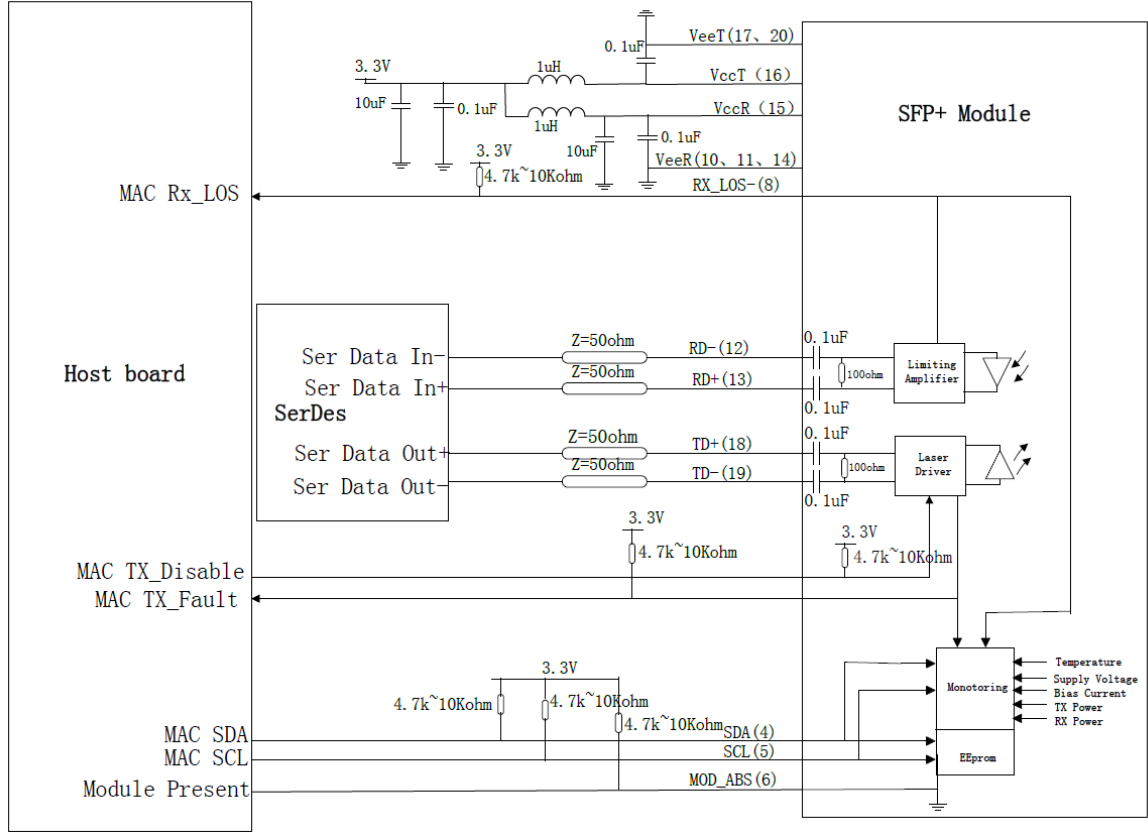 VeeT(17、20)
0.1uF
3.3V
1uH
VccT (16)
10uF
0.1uF
VccR (15)
1uH
SFP+ Module
10uF
0.1uF
3.3V
VeeR(10、11、14)
4.7k~10Kohm
RX_LOS-(8)
MAC Rx_LOS
0.1uF
Z=50ohm
RD-(12)
Ser Data In-
Limiting
Amplifier
100ohm
Host board
Z=50ohm
RD+(13)
Ser Data In+
0.1uF
SerDes
0.1uF
Z=50ohm
TD+(18)
Ser Data Out+
Laser
Driver
100ohm
Z=50ohm
TD-(19)
Ser Data Out-
0.1uF
3.3V
3.3V
4.7k~10Kohm
4.7k~10Kohm
MAC TX_Disable
MAC TX_Fault
Temperature
3.3V
Supply Voltage
Monotoring
Bias Current
4.7k~10Kohm
4.7k~10Kohm
TX Power
4.7k~10Kohm
RX Power
MAC SDA
SDA(4)
MAC SCL
SCL(5)
EEprom
Module Present
MOD_ABS(6)